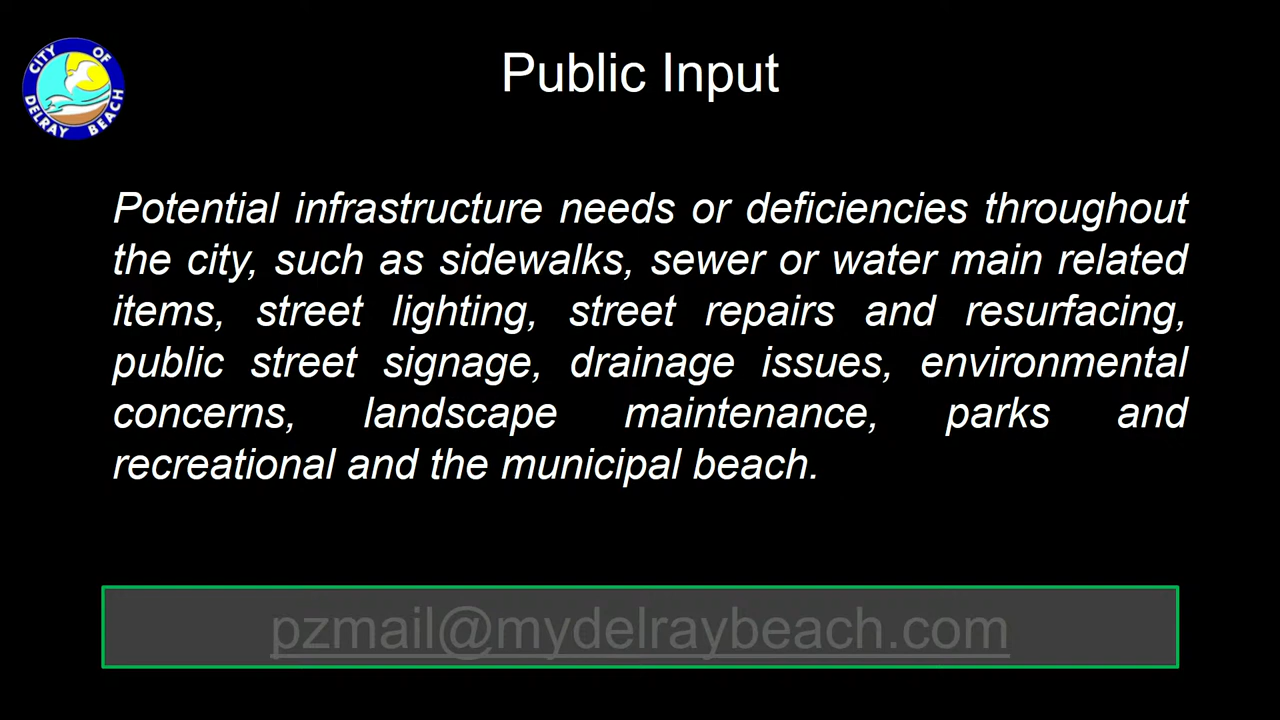 CITY OF
DELRAY BEACH
Public Input
Potential infrastructure needs or deficiencies throughout
the city, such as sidewalks, sewer or water main related
items, street lighting, street repairs and resurfacing,
public street signage, drainage issues, environmental
concerns, landscape maintenance, parks and
recreational and the municipal beach.
pzmail@mydelraybeach.com